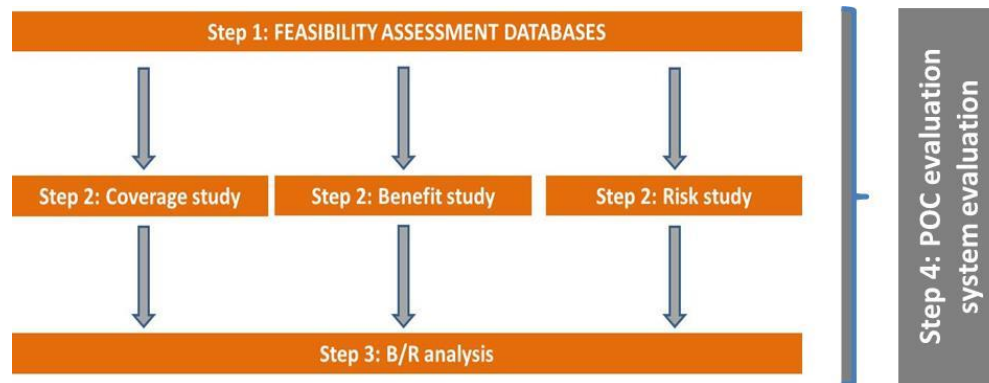 Step 1: FEASIBILITY ASSESSMENT DATABASES
Step 2: Coverage study
Step 2: Benefit study
Step 2: Risk study
Step 3: B/R analysis
Step 4: POC evaluation
system evaluation